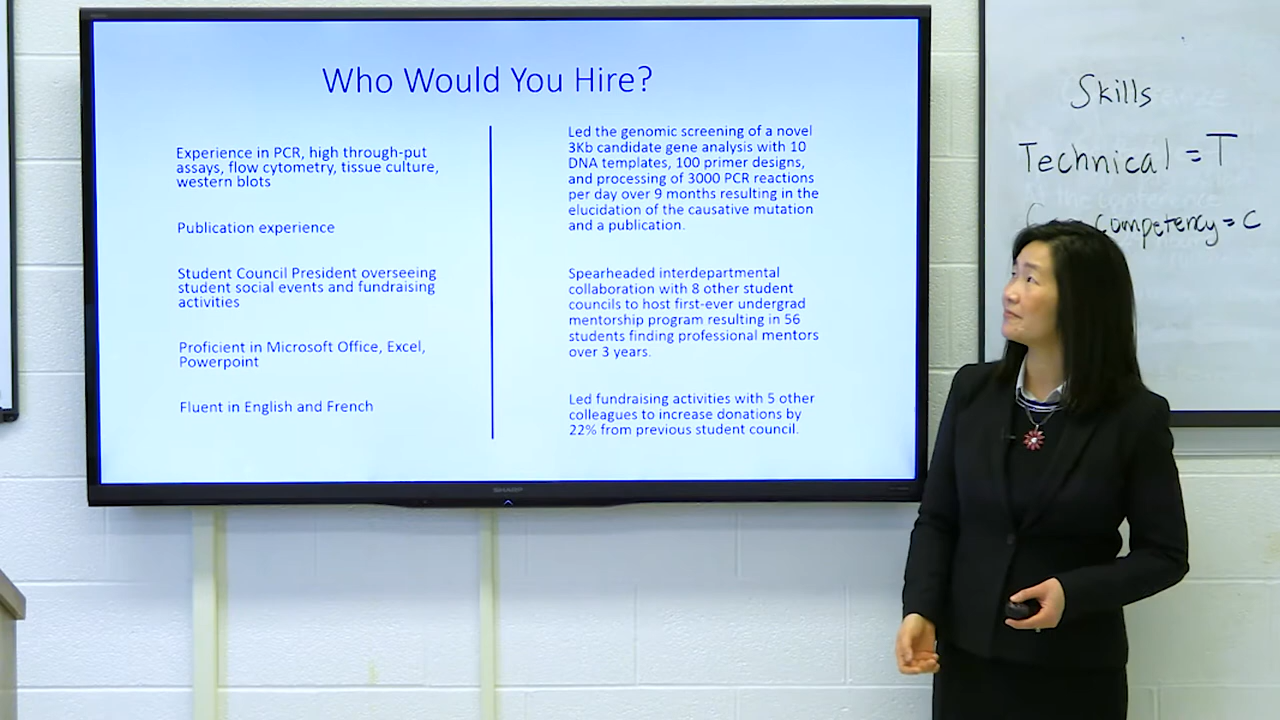 Who Would You Hire?
Experience in PCR, high through-put
assays, flow cytometry, tissue culture,
western blots
Publication experience
Student Council President overseeing
student social events and fundraising
activities
Proficient in Microsoft Office, Excel,
Powerpoint
Fluent in English and French
Led the genomic screening of a novel
3Kb candidate gene analysis with 10
DNA templates, 100 primer designs,
and processing of 3000 PCR reactions
per day over 9 months resulting in the
elucidation of the causative mutation
and a publication.
Spearheaded interdepartmental
collaboration with 8 other student
councils to host first-ever undergrad
mentorship program resulting in 56
students finding professional mentors
over 3 years.
Led fundraising activities with 5 other
colleagues to increase donations by
22% from previous student council.
SHARP
Skills
Technical = T
competency = C